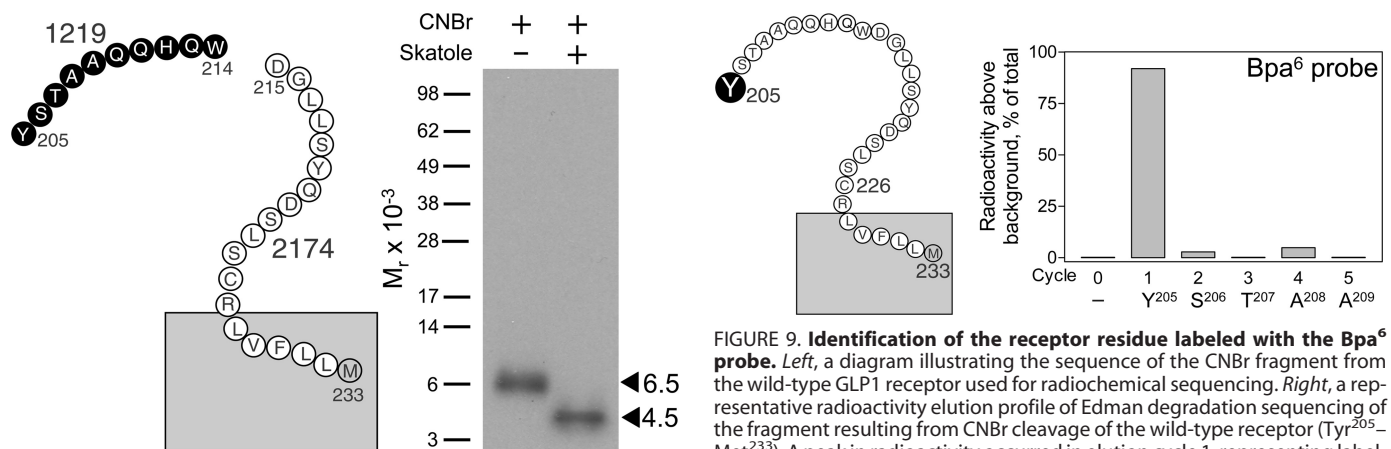 1219
Y S T A A Q Q H Q W
205
214
D G L L S Y Q D S L S C R L V F L L M
215
2174
233
CNBr + +
Skatole − +
Mr x 10-3
98
62
49
38
28
17
14
6
3
◀6.5
◀4.5
Y S T A A Q Q H Q W D G L L S Y Q D S L S C R L V F L L M
205
226
233
Bpa6 probe
Radioactivity above
background, % of total
100
75
50
25
0
Cycle 0 1 2 3 4 5
– Y205 S206 T207 A208 A209
FIGURE 9. Identification of the receptor residue labeled with the Bpa6
probe. Left, a diagram illustrating the sequence of the CNBr fragment from
the wild-type GLP1 receptor used for radiochemical sequencing. Right, a rep-
resentative radioactivity elution profile of Edman degradation sequencing of
the fragment resulting from CNBr cleavage of the wild-type receptor (Tyr205–